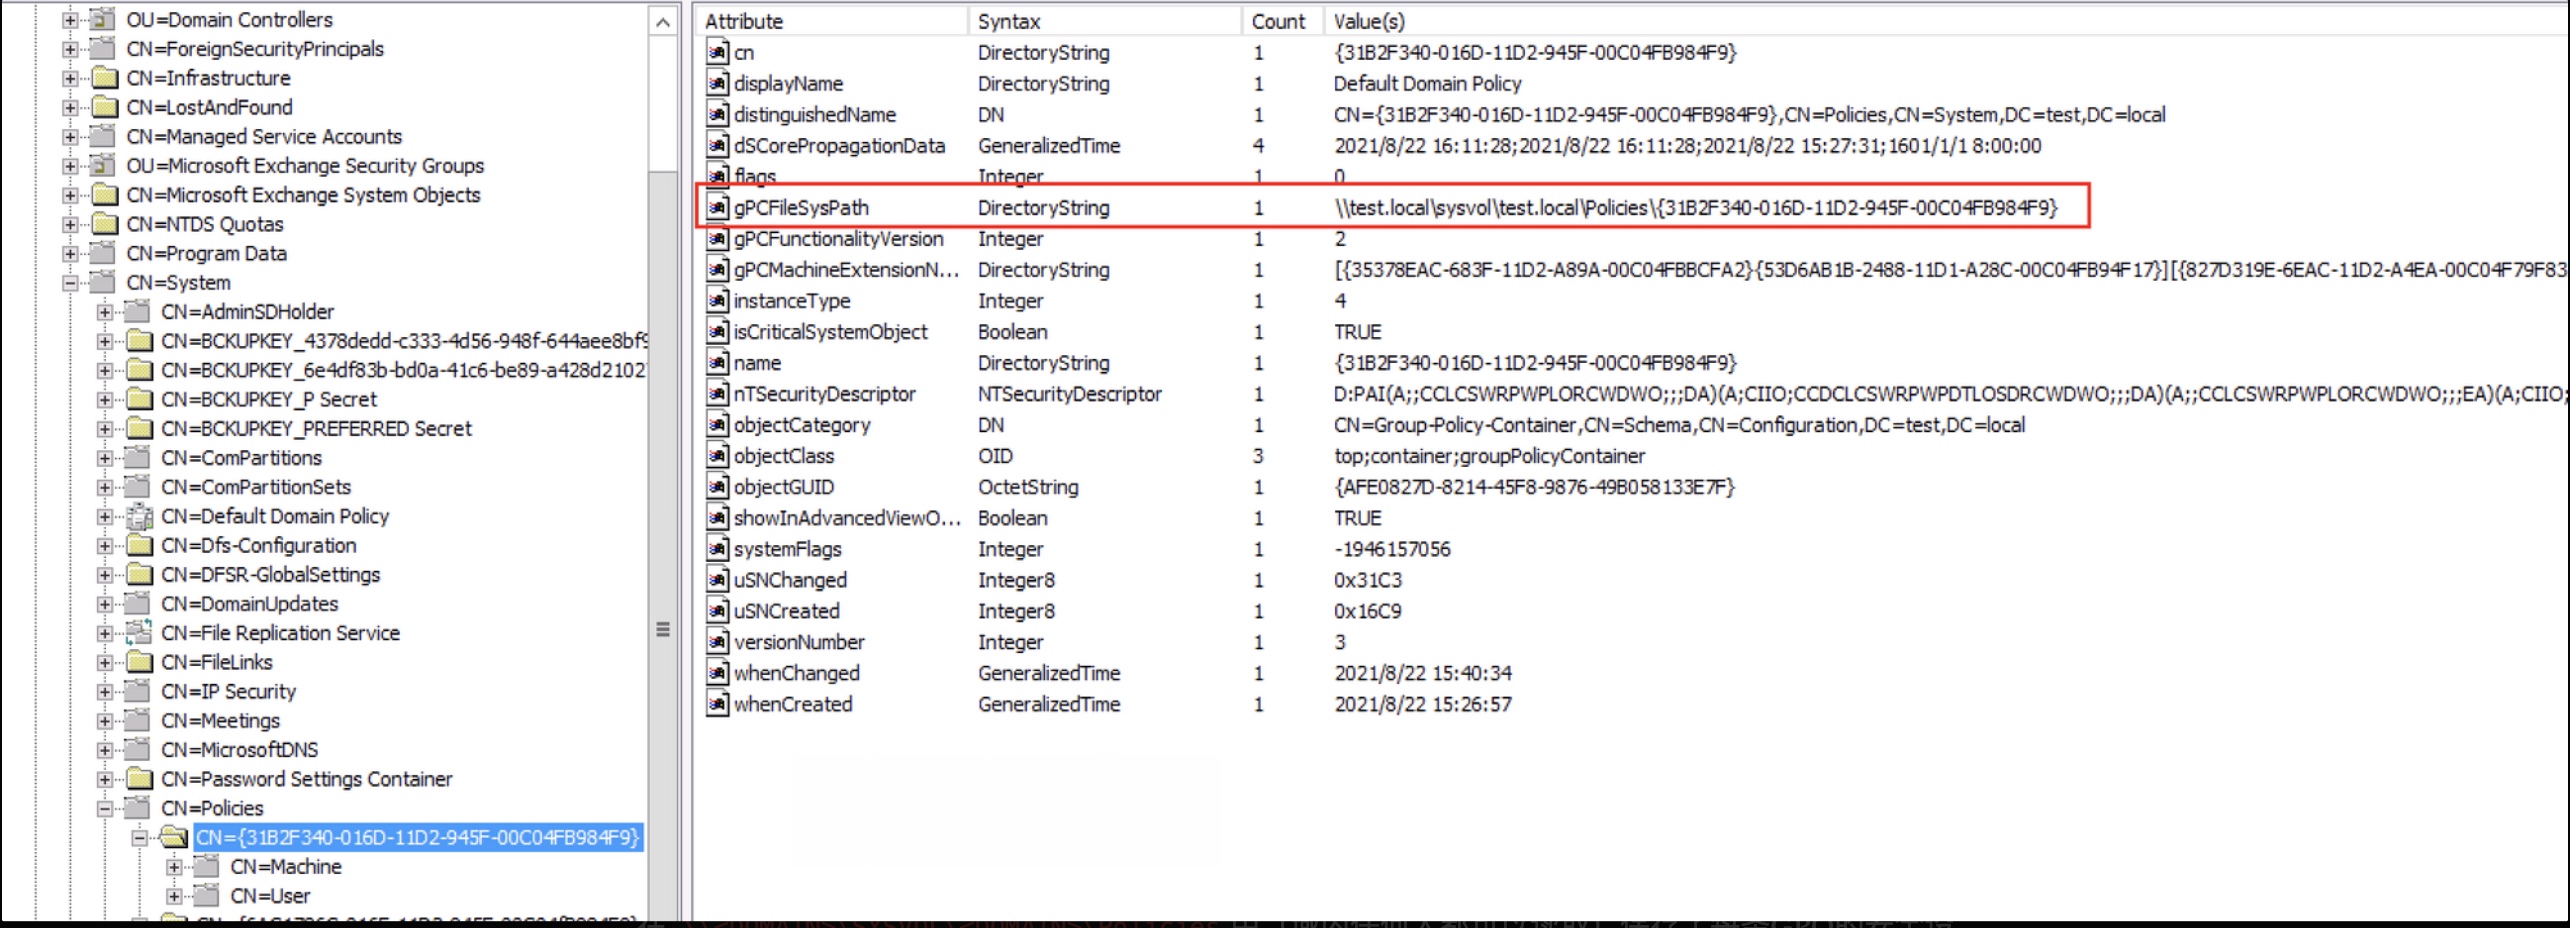 OU=Domain Controllers
CN=ForeignSecurityPrincipals
CN=Infrastructure
CN=LostAndFound
CN=Managed Service Accounts
OU=Microsoft Exchange Security Groups
CN=Microsoft Exchange System Objects
CN=NTDS Quotas
CN=Program Data
CN=System
CN=AdminSDHolder
CN=BCKUPKEY_4378dedd-c333-4d56-948f-644aee8bf9
CN=BCKUPKEY_6e4df83b-bd0a-41c6-be89-a428d2102
CN=BCKUPKEY_P Secret
CN=BCKUPKEY_PREFERRED Secret
CN=ComPartitions
CN=ComPartitionSets
CN=Default Domain Policy
CN=Dfs-Configuration
CN=DFSR-GlobalSettings
CN=DomainUpdates
CN=File Replication Service
CN=FileLinks
CN=IP Security
CN=Meetings
CN=MicrosoftDNS
CN=Password Settings Container
CN=Policies
CN={31B2F340-016D-11D2-945F-00C04FB984F9}
CN=Machine
CN=User
Attribute Syntax Count Value(s)
cn DirectoryString 1 {31B2F340-016D-11D2-945F-00C04FB984F9}
displayName DirectoryString 1 Default Domain Policy
distinguishedName DN 1 CN={31B2F340-016D-11D2-945F-00C04FB984F9},CN=Policies,CN=System,DC=test,DC=local
dSCorePropagationData GeneralizedTime 4 2021/8/22 16:11:28;2021/8/22 16:11:28;2021/8/22 15:27:31;1601/1/1 8:00:00
flags Integer 1 0
gPCFileSysPath DirectoryString 1 \\test.local\sysvol\test.local\Policies\{31B2F340-016D-11D2-945F-00C04FB984F9}
gPCFunctionalityVersion Integer 1 2
gPCMachineExtensionN... DirectoryString 1 [{35378EAC-683F-11D2-A89A-00C04FBBCFA2}{53D6AB1B-2488-11D1-A28C-00C04FB94F17}][{827D319E-6EAC-11D2-A4EA-00C04F79F83
instanceType Integer 1 4
isCriticalSystemObject Boolean 1 TRUE
name DirectoryString 1 {31B2F340-016D-11D2-945F-00C04FB984F9}
nTSecurityDescriptor NTSecurityDescriptor 1 D:PAI(A;;CCLCSWRPWPLORCWDWO;;;DA)(A;CIIO;CCDCLCSWRPWPDTLOSDRCWDWO;;;DA)(A;;CCLCSWRPWPLORCWDWO;;;EA)(A;CIIO;
objectCategory DN 1 CN=Group-Policy-Container,CN=Schema,CN=Configuration,DC=test,DC=local
objectClass OID 3 top;container;groupPolicyContainer
objectGUID OctetString 1 {AFE0827D-8214-45F8-9876-49B058133E7F}
showInAdvancedViewO... Boolean 1 TRUE
systemFlags Integer 1 -1946157056
uSNChanged Integer8 1 0x31C3
uSNCreated Integer8 1 0x16C9
versionNumber Integer 1 3
whenChanged GeneralizedTime 1 2021/8/22 15:40:34
whenCreated GeneralizedTime 1 2021/8/22 15:26:57